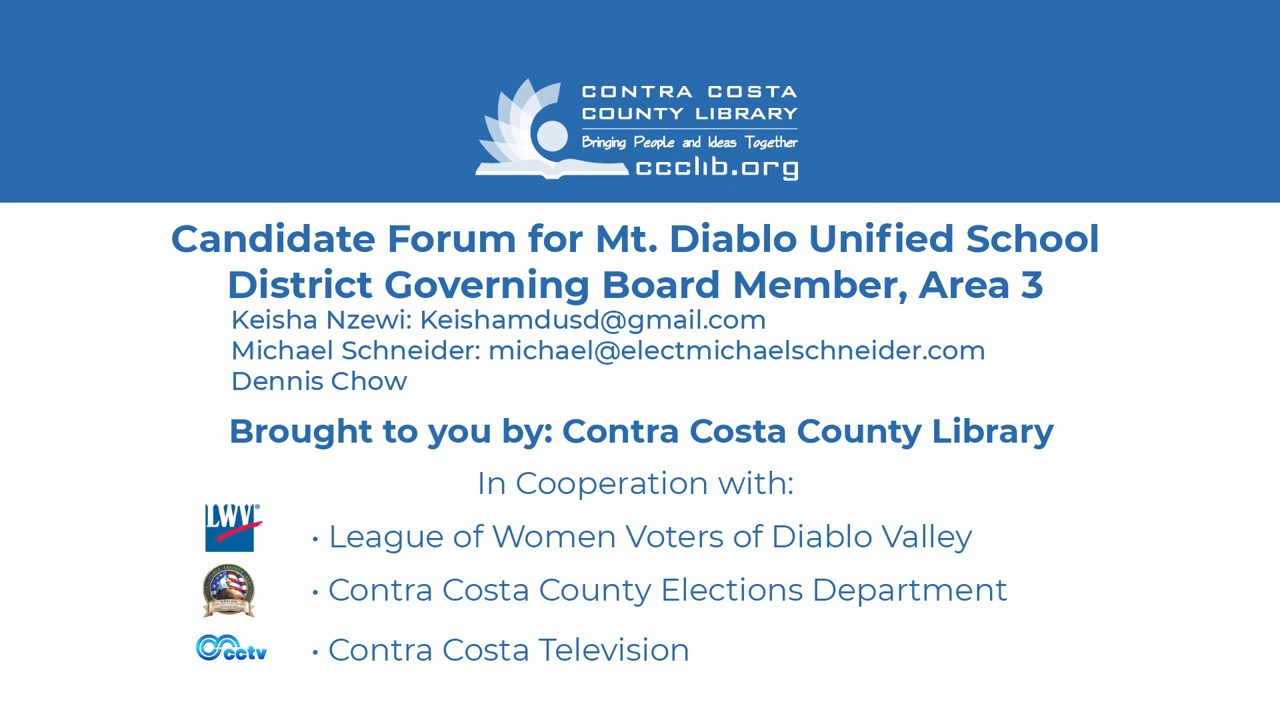 CONTRA COSTA
COUNTY LIBRARY
Bringing People and Ideas Together
ccclib.org
Candidate Forum for Mt. Diablo Unified School
District Governing Board Member, Area 3
Keisha Nzewi: Keishamdusd@gmail.com
Michael Schneider: michael@electmichaelschneider.com
Dennis Chow
Brought to you by: Contra Costa County Library
In Cooperation with:
LWV®
• League of Women Voters of Diablo Valley
• Contra Costa County Elections Department
cctv
• Contra Costa Television